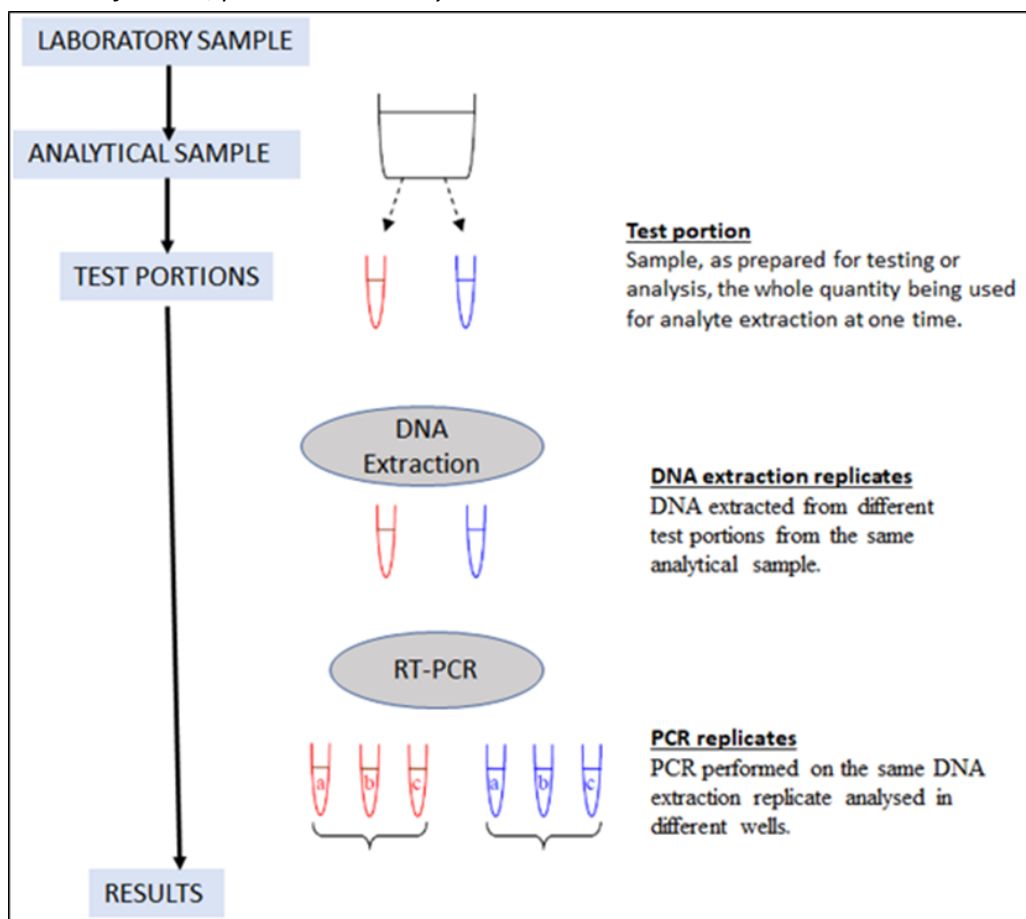 LABORATORY SAMPLE
ANALYTICAL SAMPLE
TEST PORTIONS
Test portion
Sample, as prepared for testing or
analysis, the whole quantity being used
for analyte extraction at one time.
DNA
Extraction
DNA extraction replicates
DNA extracted from different
test portions from the same
analytical sample.
RT-PCR
a b c a b c
PCR replicates
PCR performed on the same DNA
extraction replicate analysed in
different wells.
RESULTS